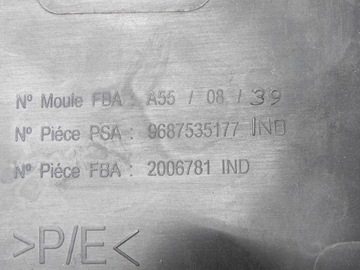 N° Moule FBA : A55 / 08 / 39
N° Piéce PSA : 9687535177 IND
N° Piéce FBA : 2006781 IND
>P/E<